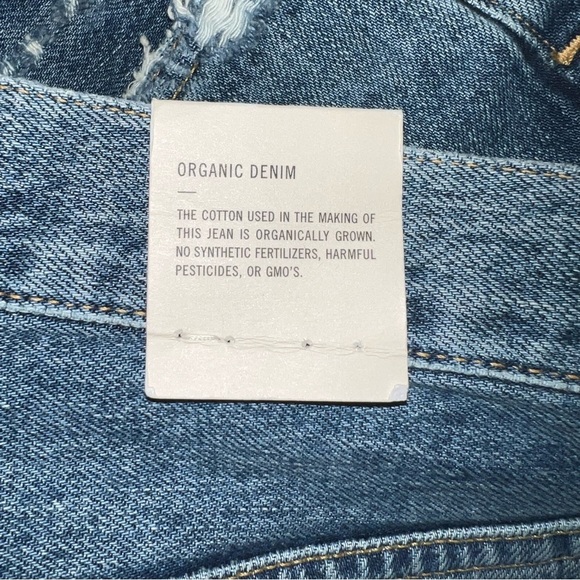 ORGANIC DENIM
THE COTTON USED IN THE MAKING OF
THIS JEAN IS ORGANICALLY GROWN.
NO SYNTHETIC FERTILIZERS, HARMFUL
PESTICIDES, OR GMO'S.